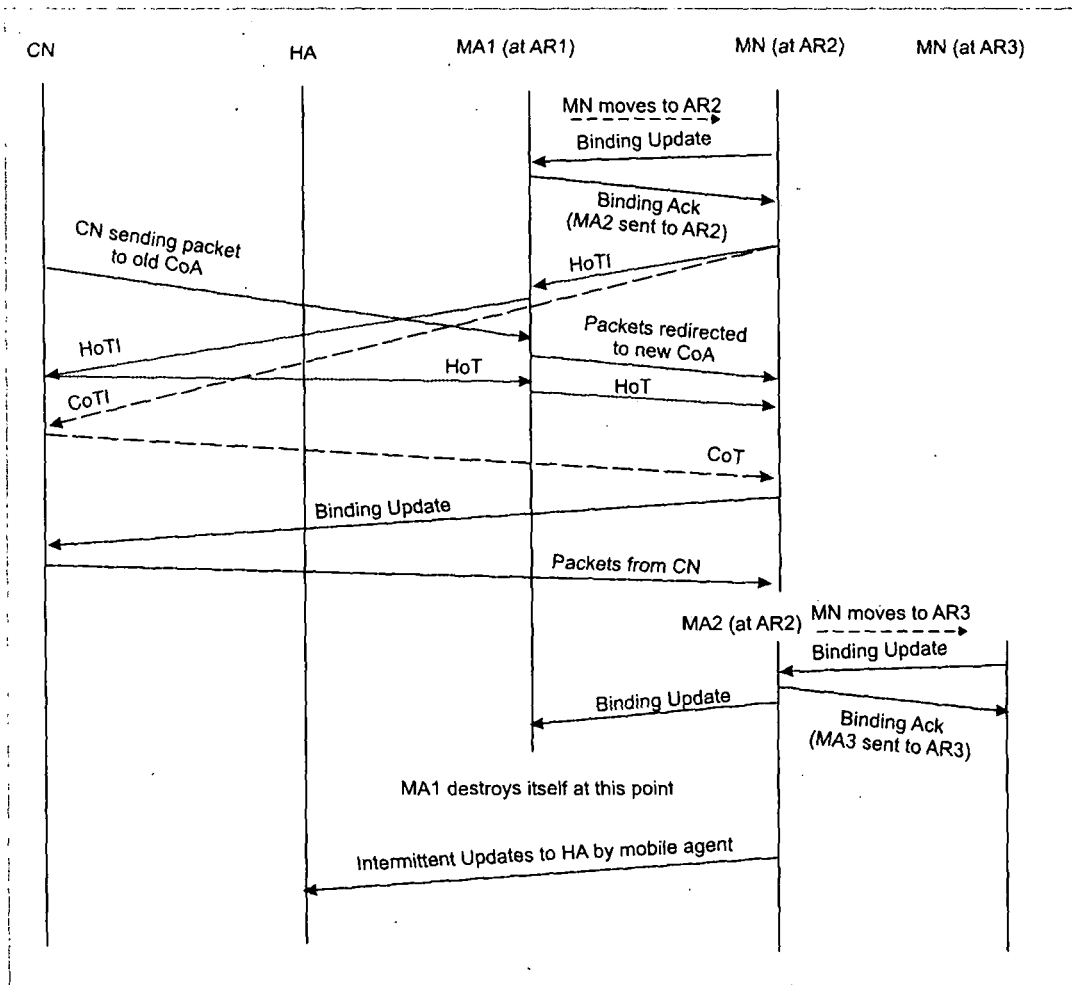 CN
HA
MA1 (at AR1)
MN (at AR2)
MN (at AR3)
MN moves to AR2
Binding Update
Binding Ack
(MA2 sent to AR2)
CN sending packet
to old CoA
HoTI
Packets redirected
to new CoA
HoTI
HoT
HoT
CoTI
CoT
Binding Update
Packets from CN
MA2 (at AR2)
MN moves to AR3
Binding Update
Binding Update
Binding Ack
(MA3 sent to AR3)
MA1 destroys itself at this point
Intermittent Updates to HA by mobile agent